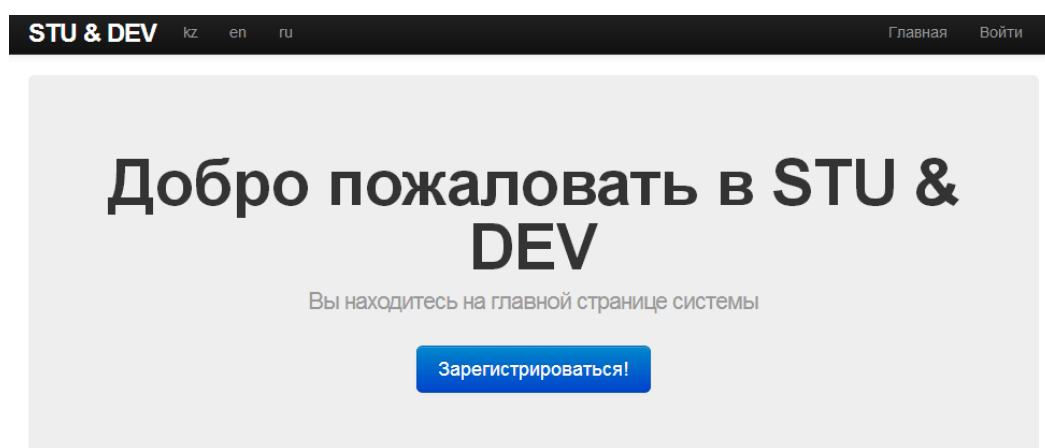 STU & DEV kz en ru Главная Войти
Добро пожаловать в STU &
DEV
Вы находитесь на главной странице системы
Зарегистрироваться!